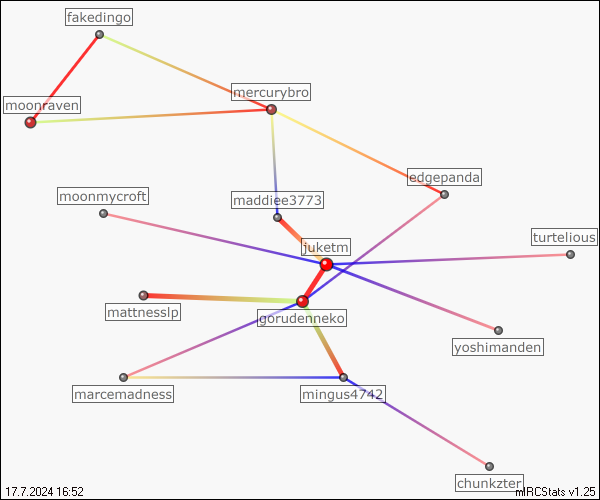 fakedingo
mercurybro
moonraven
edgepanda
moonmycroft
maddiee3773
turtelious
juketm
mattnesslp
gorudenneko
yoshimanden
marcemadness
mingus4742
chunkzter
17.7.2024 16:52
mIRCStats v1.25